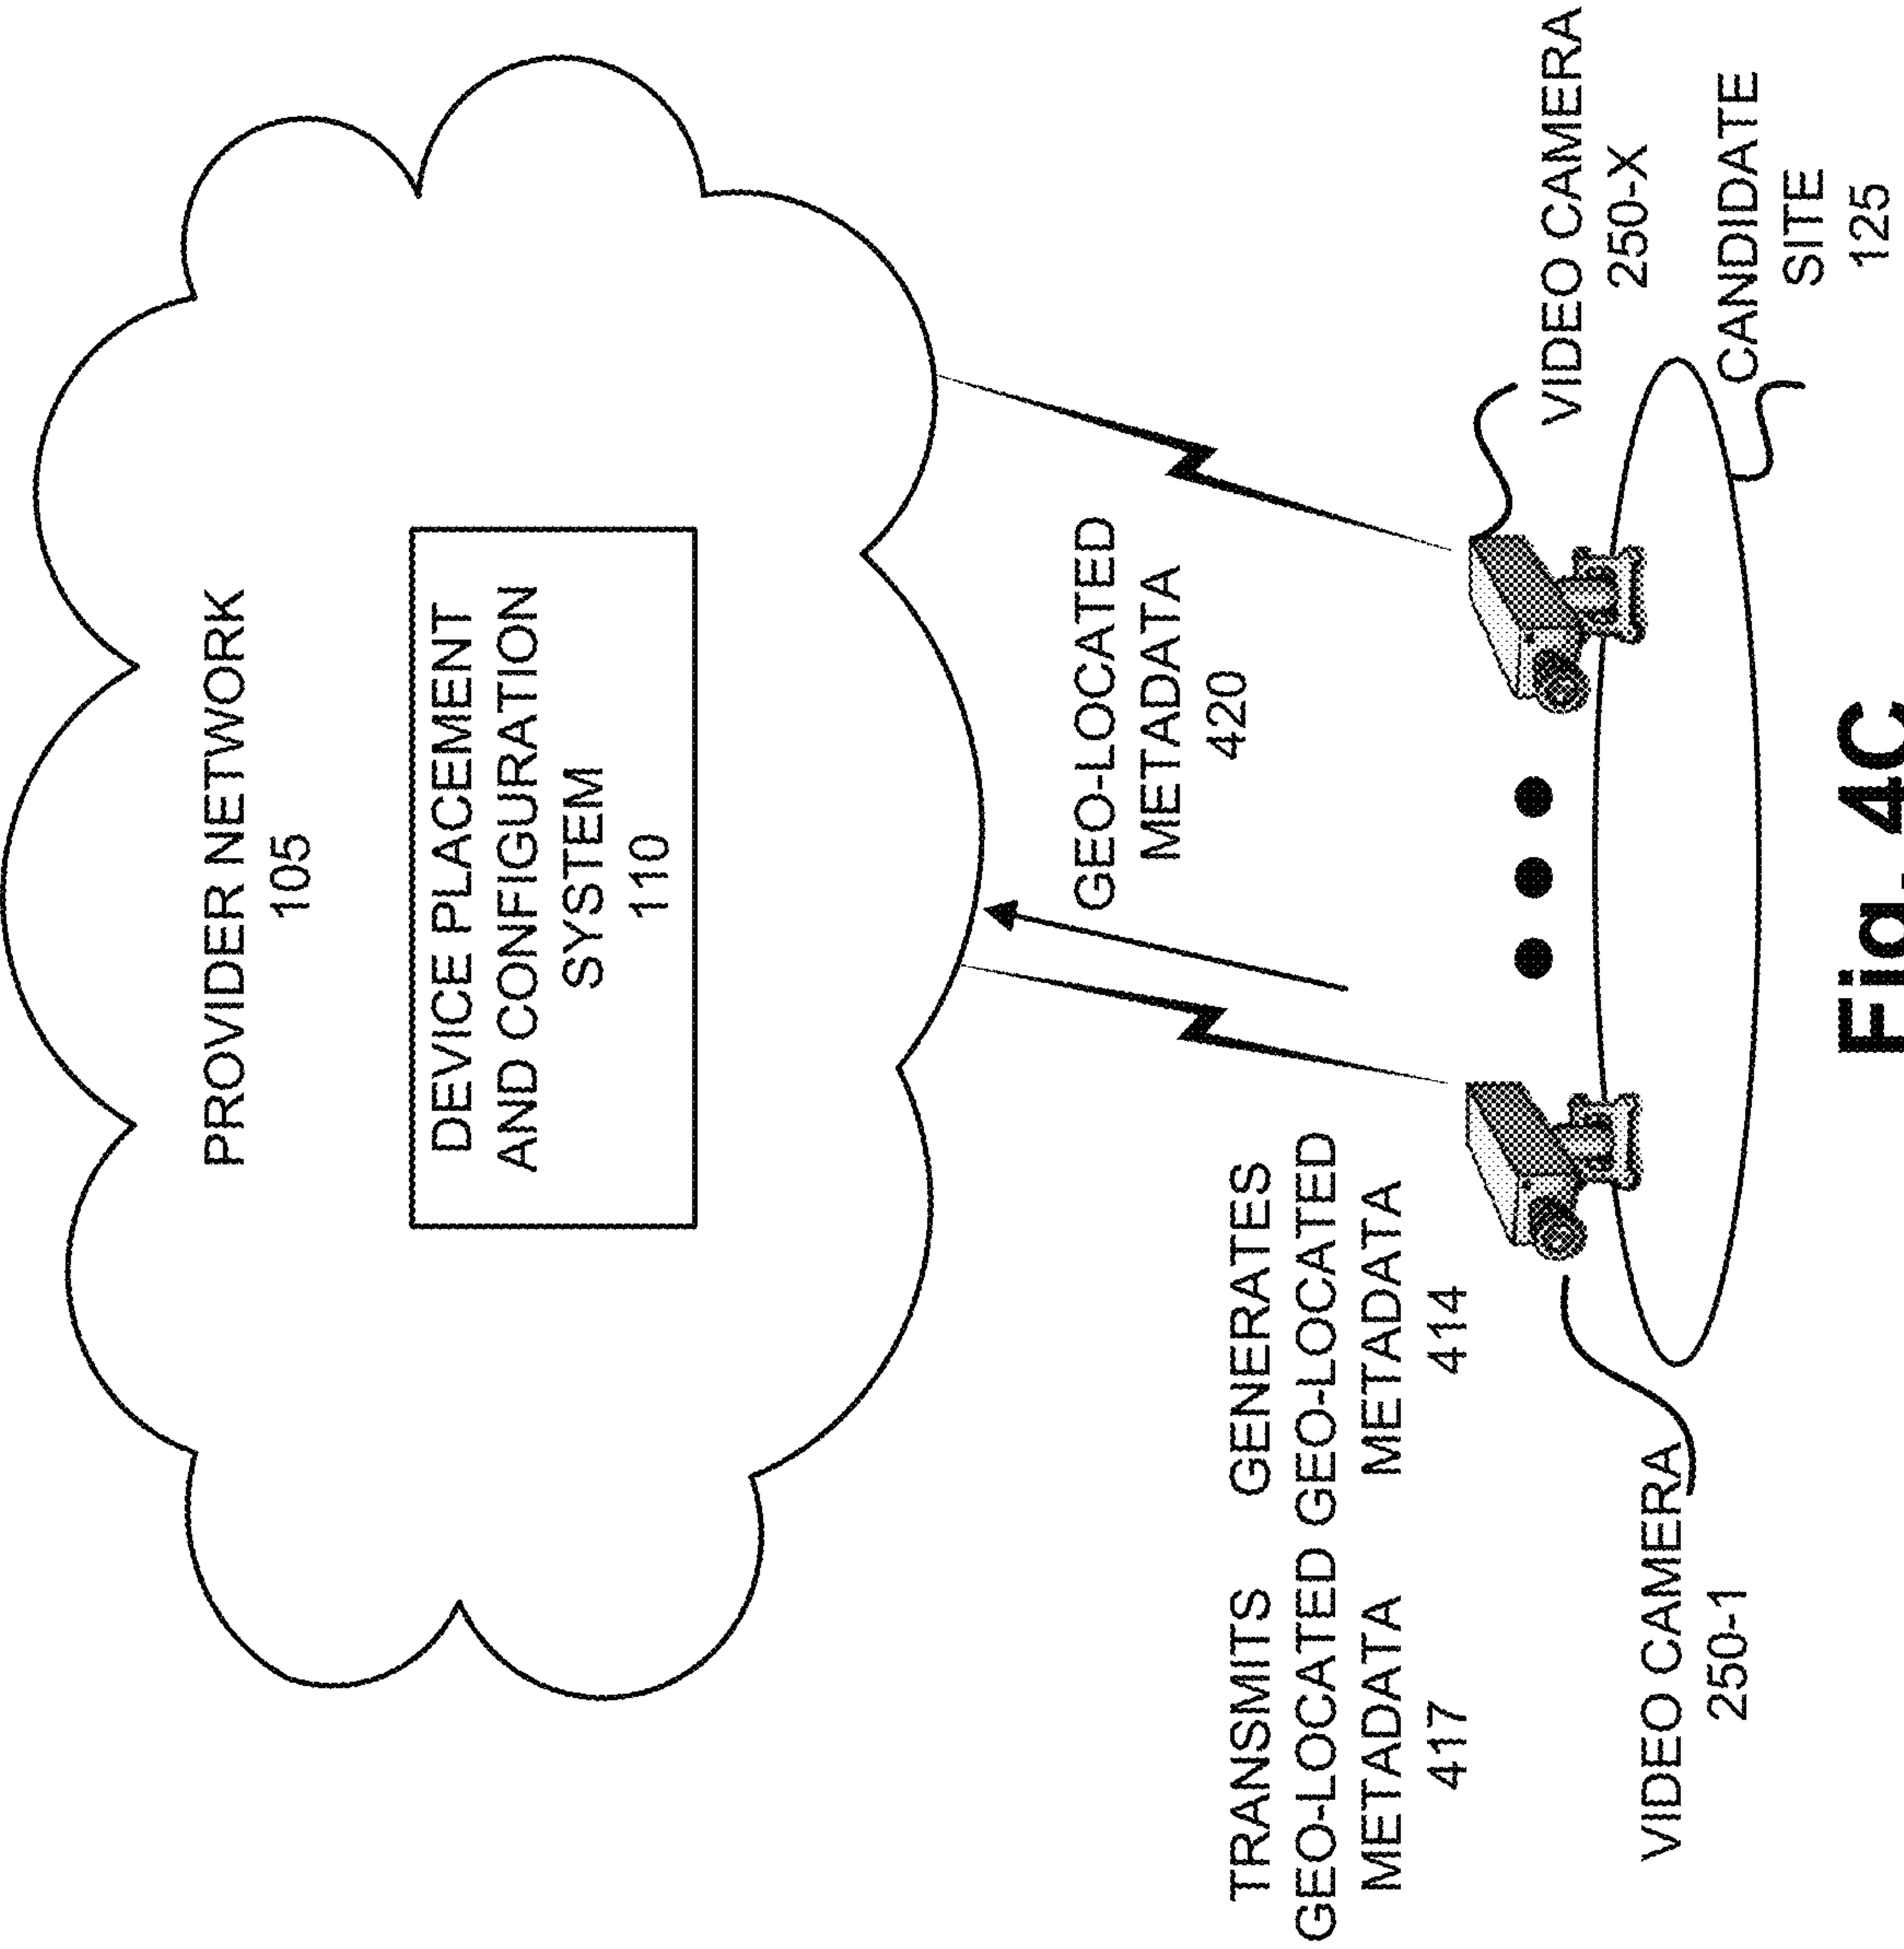 PROVIDER NETWORK
105
DEVICE PLACEMENT
AND CONFIGURATION
SYSTEM
110
GEO-LOCATED
METADATA
420
TRANSMITS
GEO-LOCATED
METADATA
417
GENERATES
GEO-LOCATED
METADATA
414
VIDEO CAMERA
250-1
VIDEO CAMERA
250-X
CANDIDATE
SITE
125
Fig. 4C